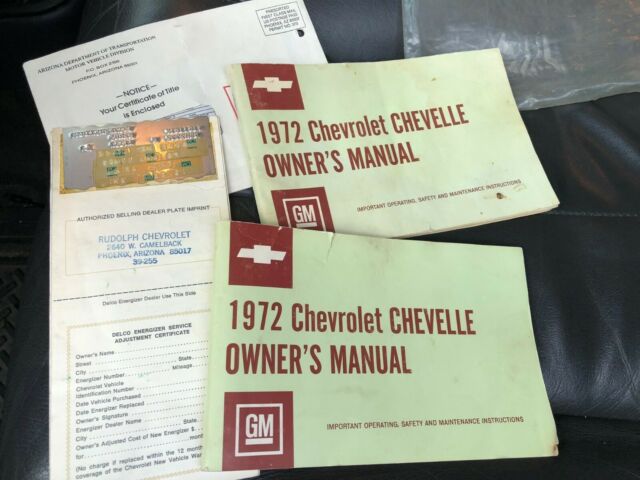 ARIZONA DEPARTMENT OF TRANSPORTATION
MOTOR VEHICLE DIVISION
P.O. BOX 2100
PHOENIX, ARIZONA 85001
PRESORTED
FIRST CLASS MAIL
US POSTAGE PAID
PHOENIX, AZ
PERMIT NO.
—NOTICE—
Your Certificate of Title
is Enclosed
1972 Chevrolet CHEVELLE
OWNER'S MANUAL
GM
IMPORTANT OPERATING, SAFETY AND MAINTENANCE INSTRUCTIONS
AUTHORIZED SELLING DEALER PLATE IMPRINT
RUDOLPH CHEVROLET
2640 W. CAMELBACK
PHOENIX, ARIZONA 85017
39-255
Delco Energizer Dealer Use This Side
DELCO ENERGIZER SERVICE
ADJUSTMENT CERTIFICATE
Owner's Name
Street State
City
Energizer Number Mileage
Chevrolet Vehicle
Identification Number
Date Vehicle Purchased
Date Energizer Replaced
Owner's Signature
Energizer Dealer Name
City State
Owner's Adjusted Cost of New Energizer $
for mon
(No charge if replaced within the 12 month
coverage of the Chevrolet New Vehicle War
1972 Chevrolet CHEVELLE
OWNER'S MANUAL
GM
IMPORTANT OPERATING, SAFETY AND MAINTENANCE INSTRUCTIONS